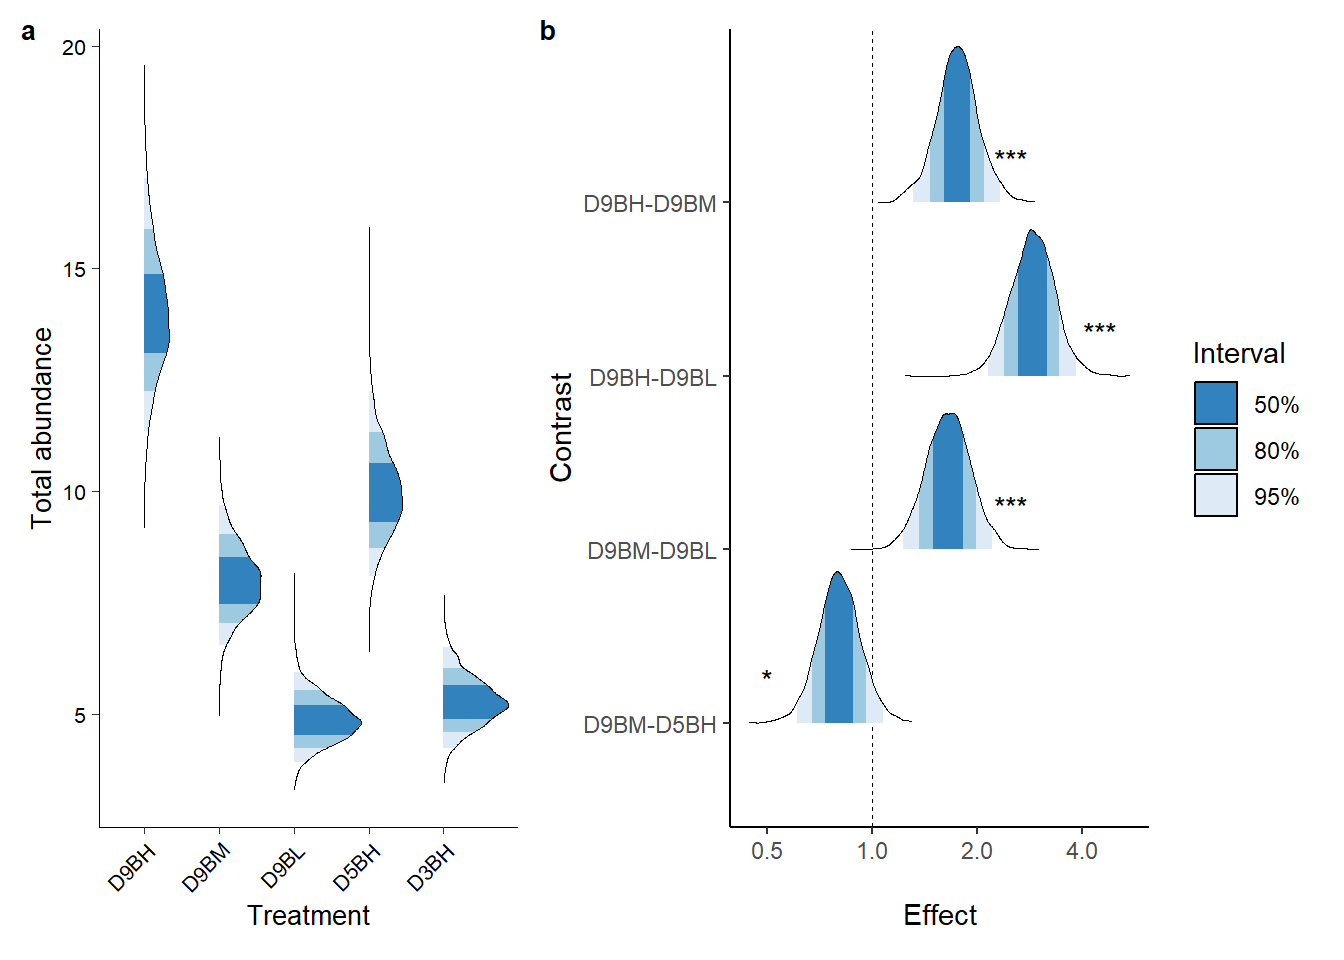 a
20
15
10
5
Total abundance
D9BH
D9BM
D9BL
D5BH
D3BH
Treatment
b
D9BH-D9BM
***
D9BH-D9BL
***
D9BM-D9BL
***
D9BM-D5BH
*
Contrast
0.5
1.0
2.0
4.0
Effect
Interval
50%
80%
95%